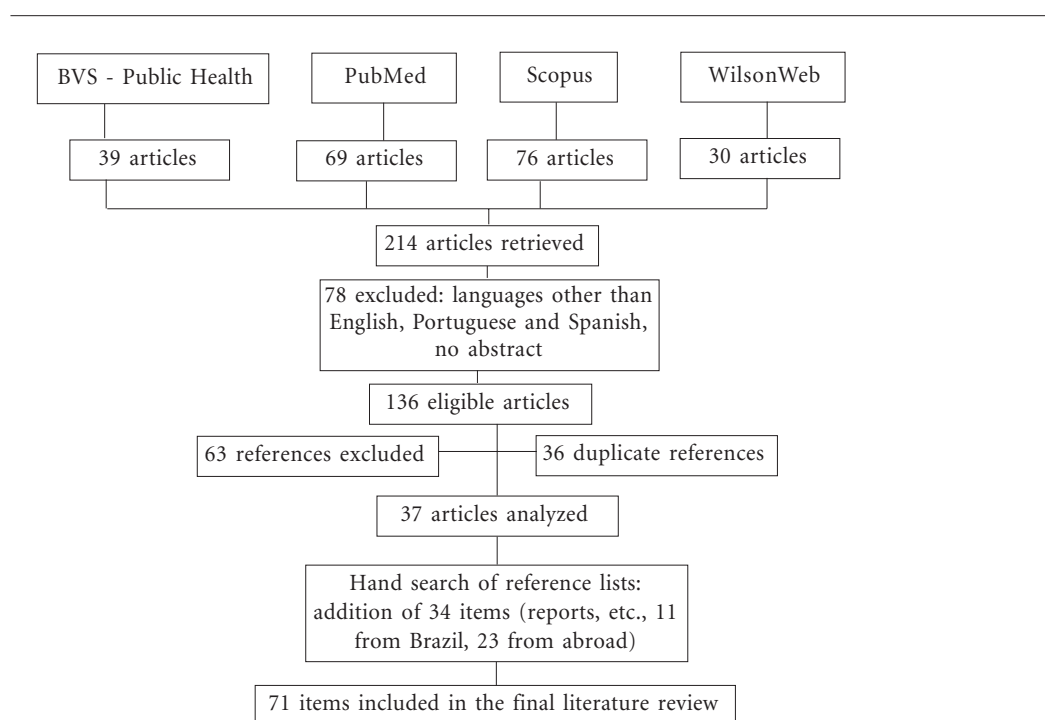 BVS - Public Health
PubMed
Scopus
WilsonWeb
39 articles
69 articles
76 articles
30 articles
214 articles retrieved
78 excluded: languages other than
English, Portuguese and Spanish,
no abstract
136 eligible articles
63 references excluded
36 duplicate references
37 articles analyzed
Hand search of reference lists:
addition of 34 items (reports, etc., 11
from Brazil, 23 from abroad)
71 items included in the final literature review